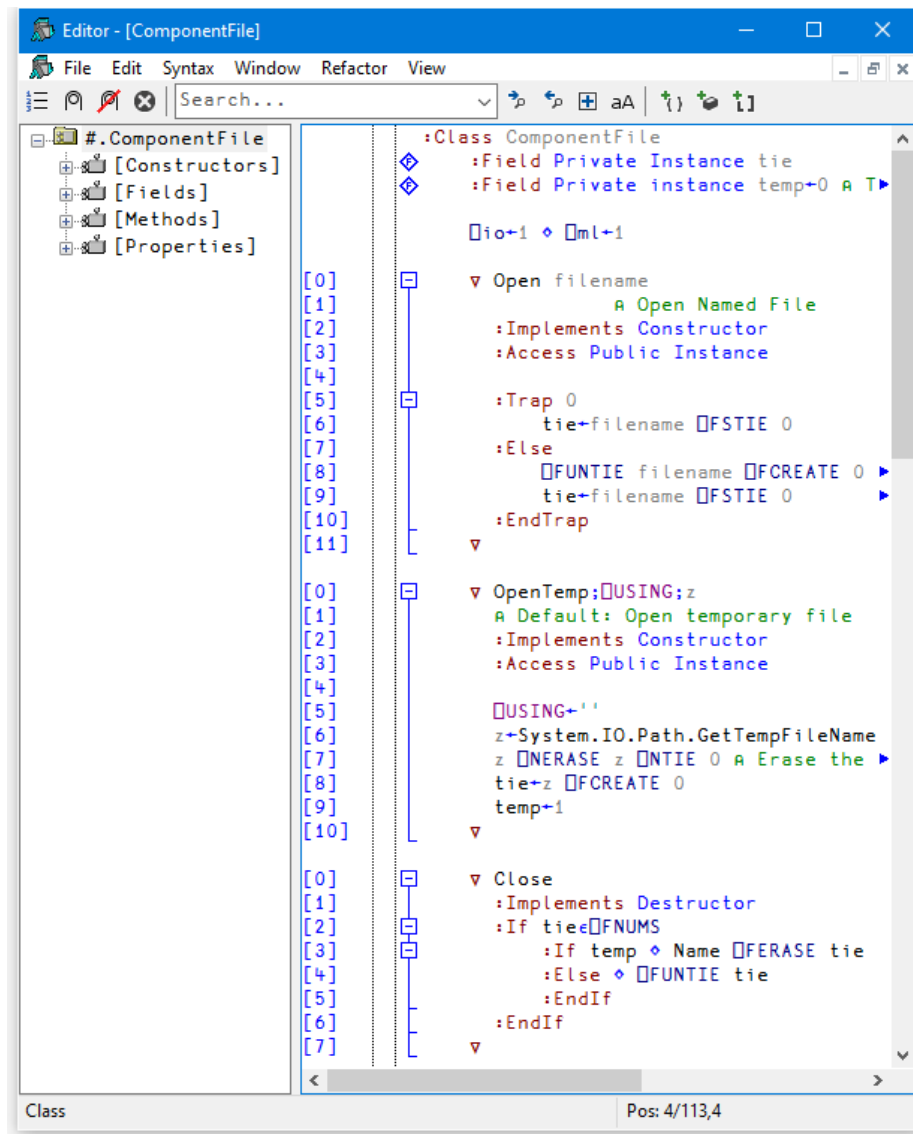 Editor - [ComponentFile]
File Edit Syntax Window Refactor View
Search... aA
#.ComponentFile
[Constructors]
[Fields]
[Methods]
[Properties]
:Class ComponentFile
:Field Private Instance tie
:Field Private instance temp←0 ⍝ T
⎕io←1 ⋄ ⎕ml←1
[0] ∇ Open filename
[1] ⍝ Open Named File
[2] :Implements Constructor
[3] :Access Public Instance
[4]
[5] :Trap 0
[6] tie←filename ⎕FSTIE 0
[7] :Else
[8] ⎕FUNTIE filename ⎕FCREATE 0
[9] tie←filename ⎕FSTIE 0
[10] :EndTrap
[11] ∇
[0] ∇ OpenTemp;⎕USING;z
[1] ⍝ Default: Open temporary file
[2] :Implements Constructor
[3] :Access Public Instance
[4]
[5] ⎕USING←''
[6] z←System.IO.Path.GetTempFileName
[7] z ⎕NERASE z ⎕NTIE 0 ⍝ Erase the
[8] tie←z ⎕FCREATE 0
[9] temp←1
[10] ∇
[0] ∇ Close
[1] :Implements Destructor
[2] :If tie∊⎕FNUMS
[3] :If temp ⋄ Name ⎕FERASE tie
[4] :Else ⋄ ⎕FUNTIE tie
[5] :EndIf
[6] :EndIf
[7] ∇
Class Pos: 4/113,4